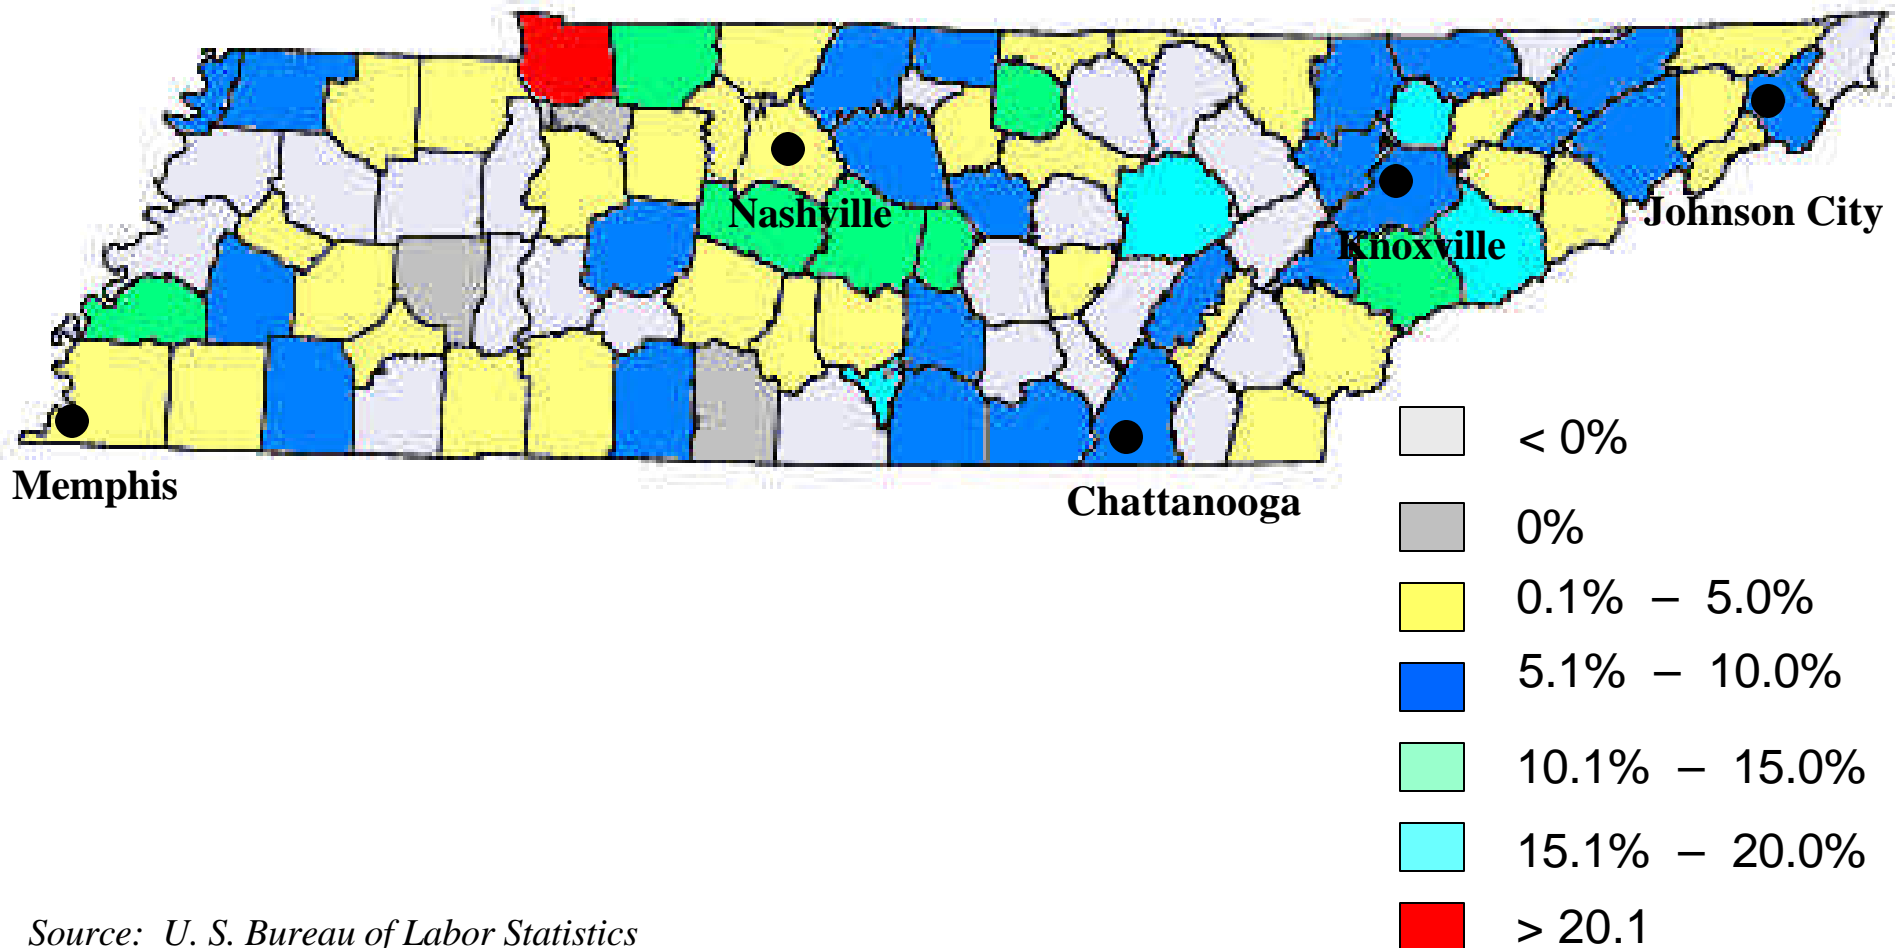 Nashville
Johnson City
Knoxville
Memphis
Chattanooga
< 0%
0%
0.1% – 5.0%
5.1% – 10.0%
10.1% – 15.0%
15.1% – 20.0%
> 20.1
Source: U. S. Bureau of Labor Statistics